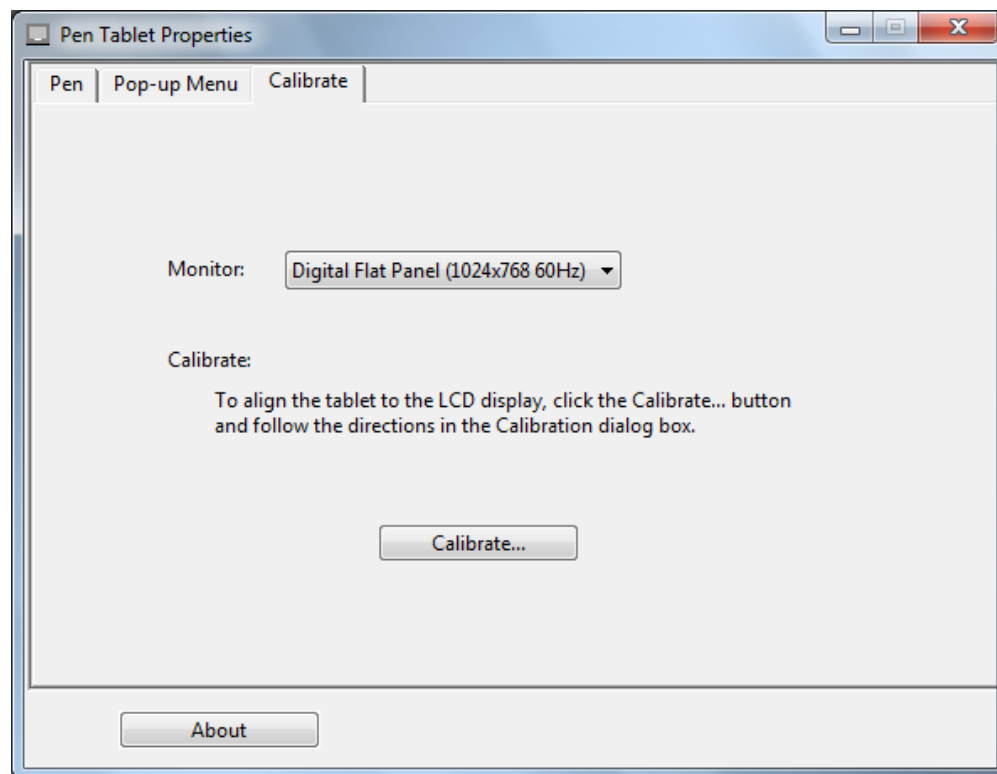 Pen Tablet Properties
Pen Pop-up Menu Calibrate
Monitor: Digital Flat Panel (1024x768 60Hz)
Calibrate:
To align the tablet to the LCD display, click the Calibrate... button
and follow the directions in the Calibration dialog box.
Calibrate...
About